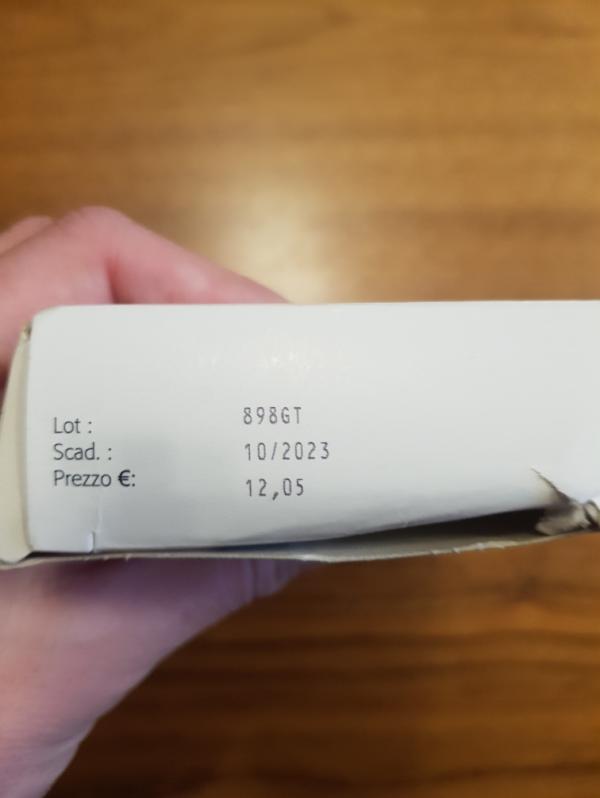 Lot : 898GT
Scad. : 10/2023
Prezzo €: 12,05